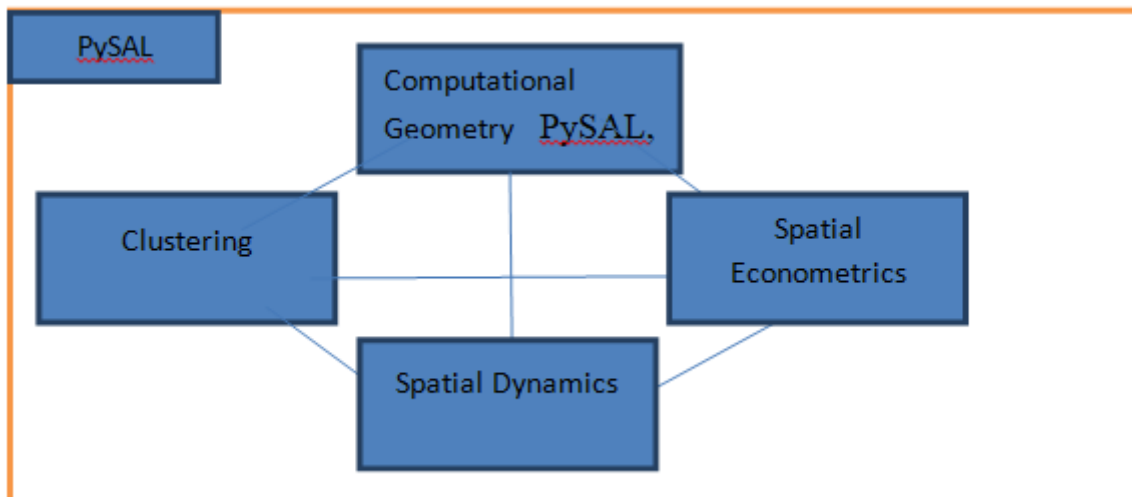 PySAL
Computational
Geometry PySAL,
Clustering
Spatial
Econometrics
Spatial Dynamics